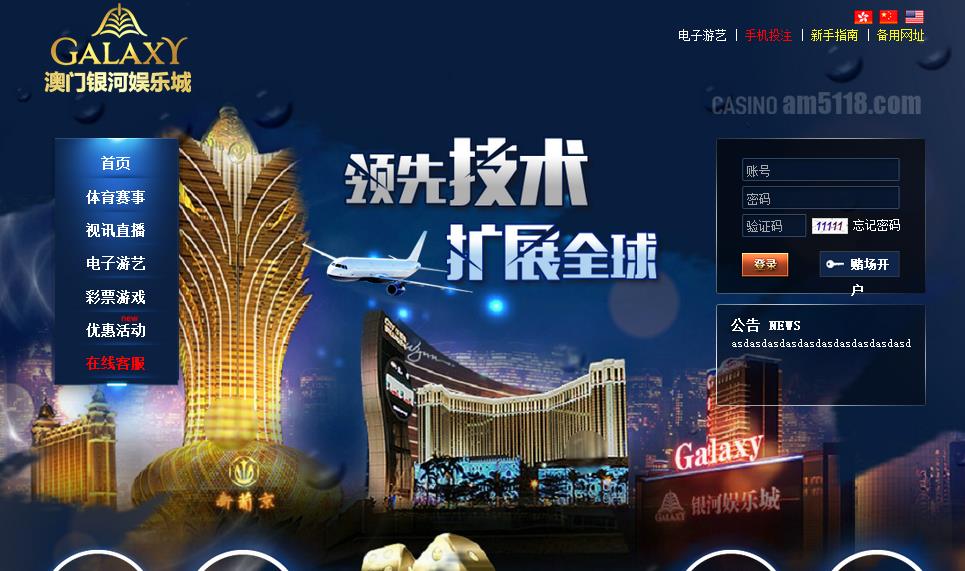 GALAXY
澳门银河娱乐城
电子游艺 | 手机投注 | 新手指南 | 备用网址
CASINO am5118.com
首页
体育赛事
视讯直播
电子游艺
彩票游戏
new
优惠活动
在线客服
领先技术
扩展全球
账号
密码
验证码 11111 忘记密码
登录 赌场开
户
公告 NEWS
asdasdasdasdasdasdasdasdasdasd
wynn
新葡京
Galaxy
银河娱乐城